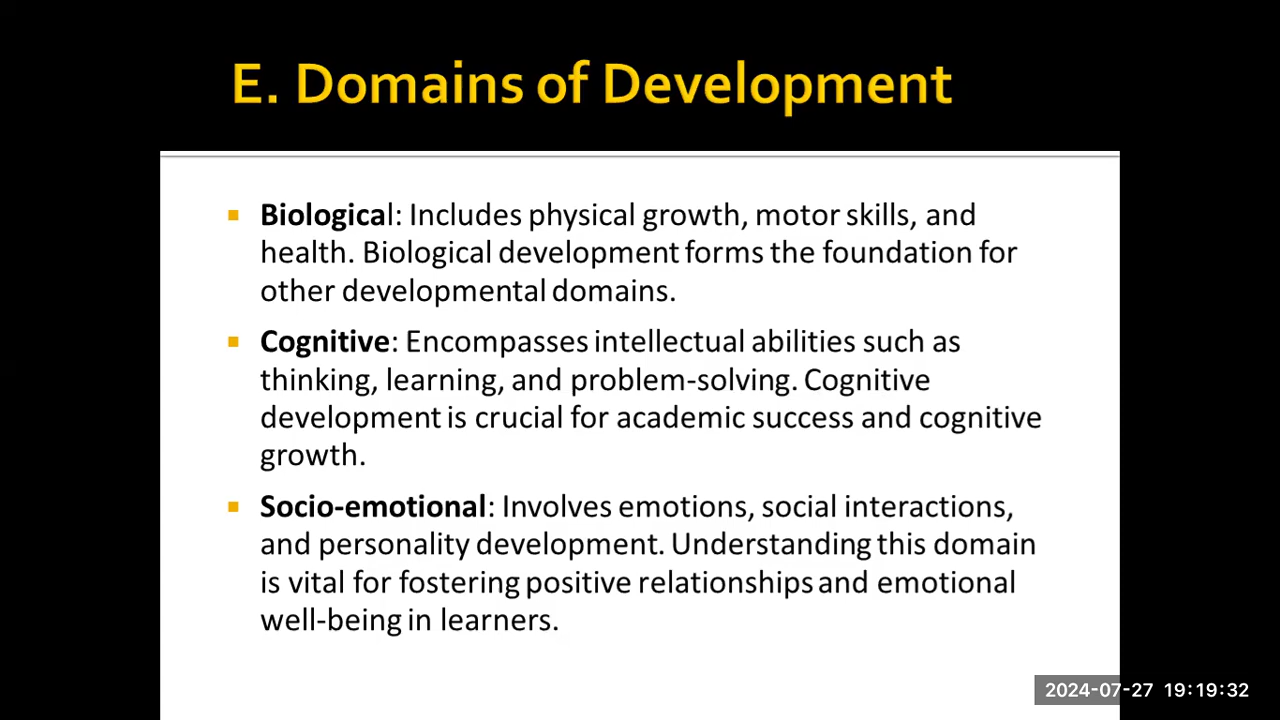 E. Domains of Development
▪ Biological: Includes physical growth, motor skills, and
health. Biological development forms the foundation for
other developmental domains.
▪ Cognitive: Encompasses intellectual abilities such as
thinking, learning, and problem-solving. Cognitive
development is crucial for academic success and cognitive
growth.
▪ Socio-emotional: Involves emotions, social interactions,
and personality development. Understanding this domain
is vital for fostering positive relationships and emotional
well-being in learners.
2024-07-27 19:19:32